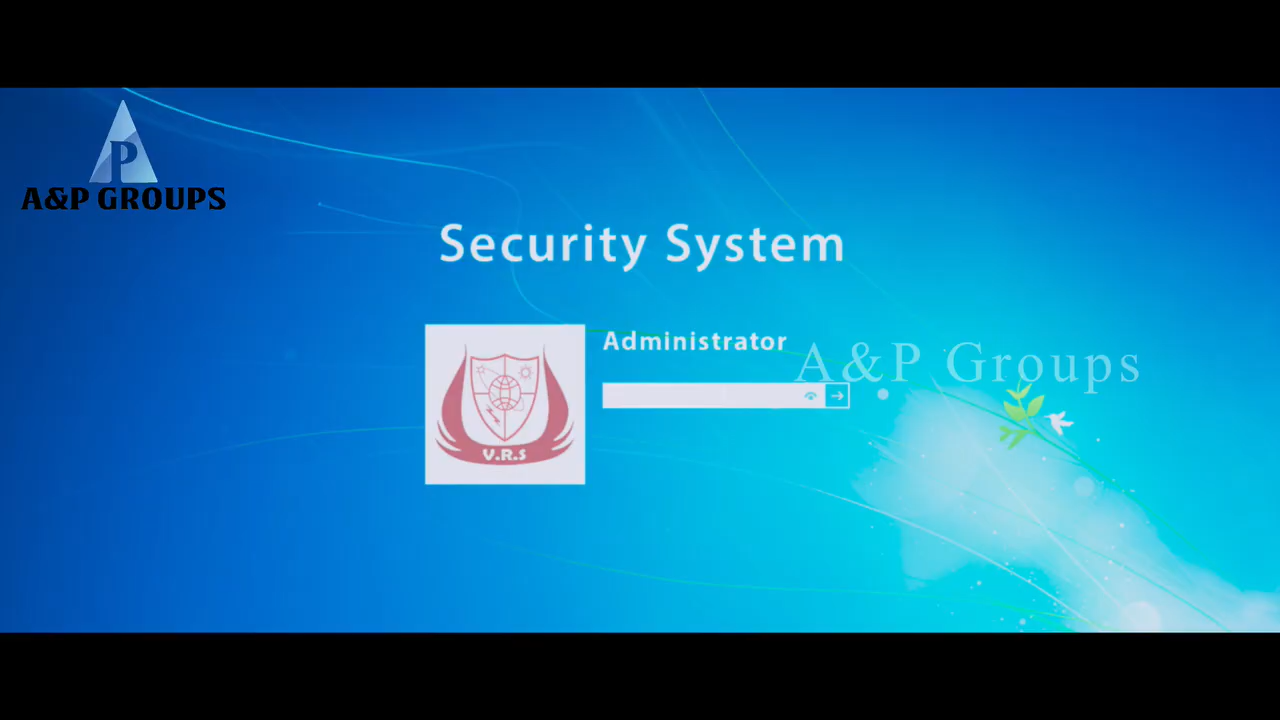 P
A&P GROUPS
Security System
Administrator
A&P Groups
V.R.S